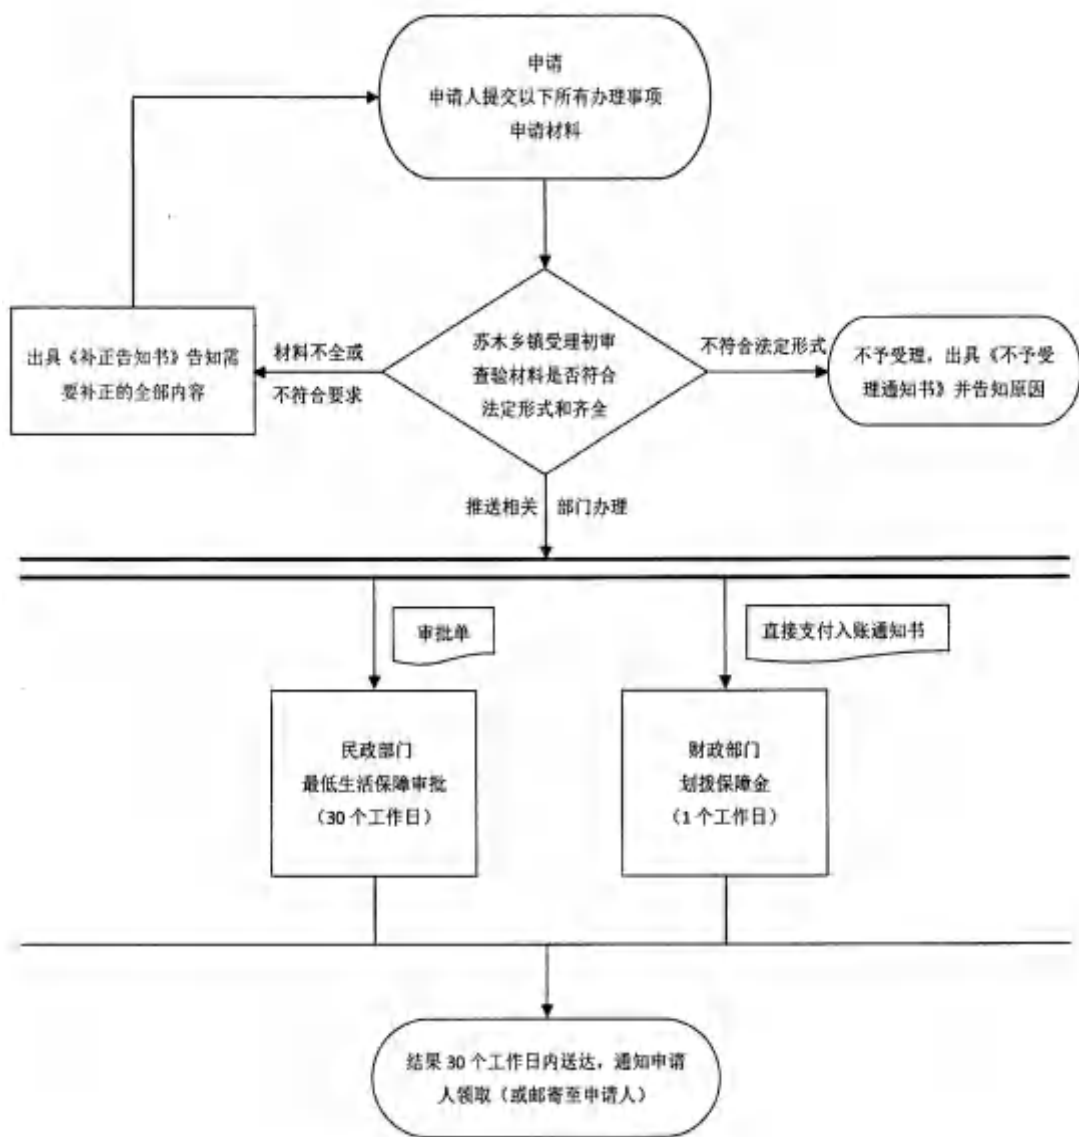 申请
申请人提交以下所有办理事项
申请材料
出具《补正告知书》告知需
要补正的全部内容
材料不全或
不符合要求
苏木乡镇受理初审
查验材料是否符合
法定形式和齐全
不符合法定形式
不予受理，出具《不予受
理通知书》并告知原因
推送相关 部门办理
审批单
直接支付入账通知书
民政部门
最低生活保障审批
（30 个工作日）
财政部门
划拨保障金
（1 个工作日）
结果 30 个工作日内送达，通知申请
人领取（或邮寄至申请人）